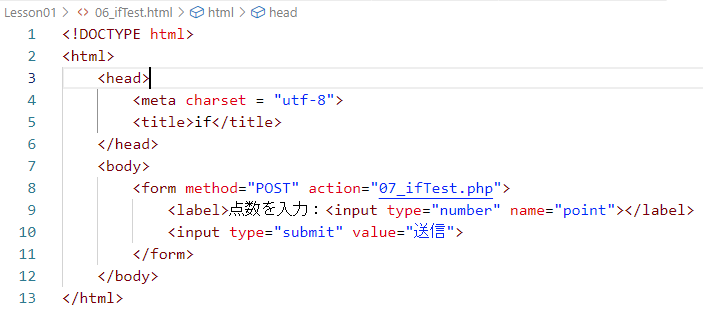 Lesson01 > <> 06_ifTest.html > html > head
1 <!DOCTYPE html>
2 <html>
3     <head>
4         <meta charset = "utf-8">
5         <title>if</title>
6     </head>
7     <body>
8         <form method="POST" action="07_ifTest.php">
9             <label>点数を入力：<input type="number" name="point"></label>
10             <input type="submit" value="送信">
11         </form>
12     </body>
13 </html>